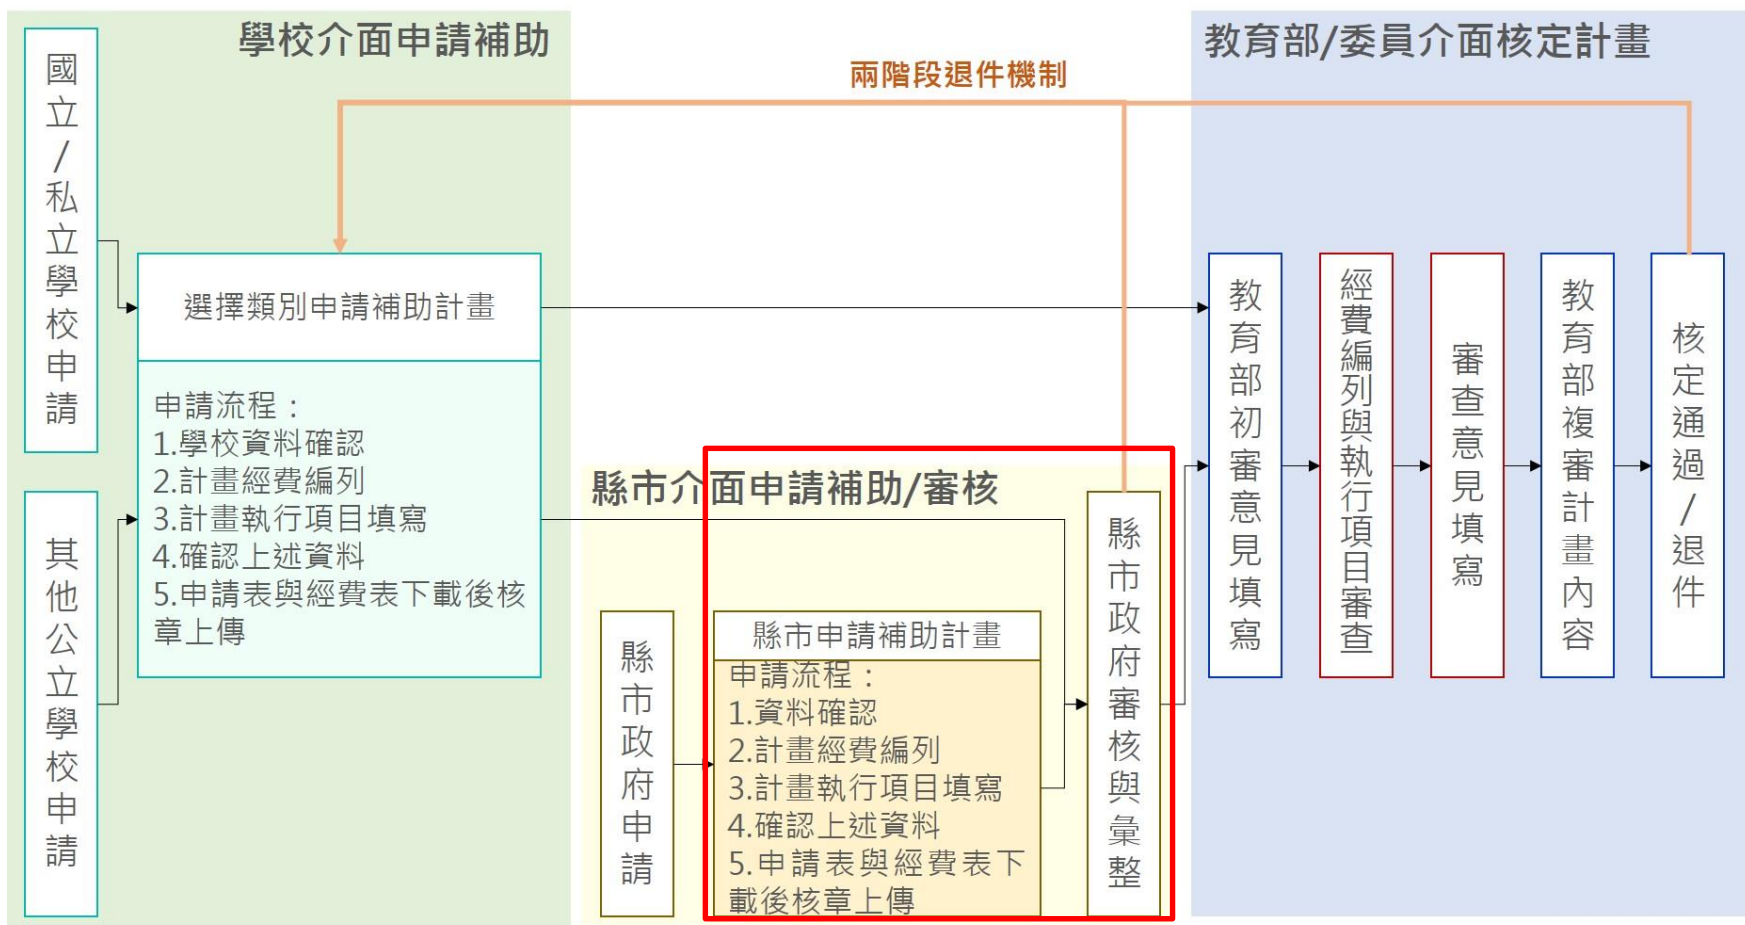 學校介面申請補助
教育部/委員介面核定計畫
兩階段退件機制
國立/私立學校申請
選擇類別申請補助計畫
申請流程：
1.學校資料確認
2.計畫經費編列
3.計畫執行項目填寫
4.確認上述資料
5.申請表與經費表下載後核
章上傳
其他公立學校申請
縣市介面申請補助/審核
縣市政府申請
縣市申請補助計畫
申請流程：
1.資料確認
2.計畫經費編列
3.計畫執行項目填寫
4.確認上述資料
5.申請表與經費表下
載後核章上傳
縣市政府審核與彙整
教育部初審意見填寫
經費編列與執行項目審查
審查意見填寫
教育部複審計畫內容
核定通過/退件